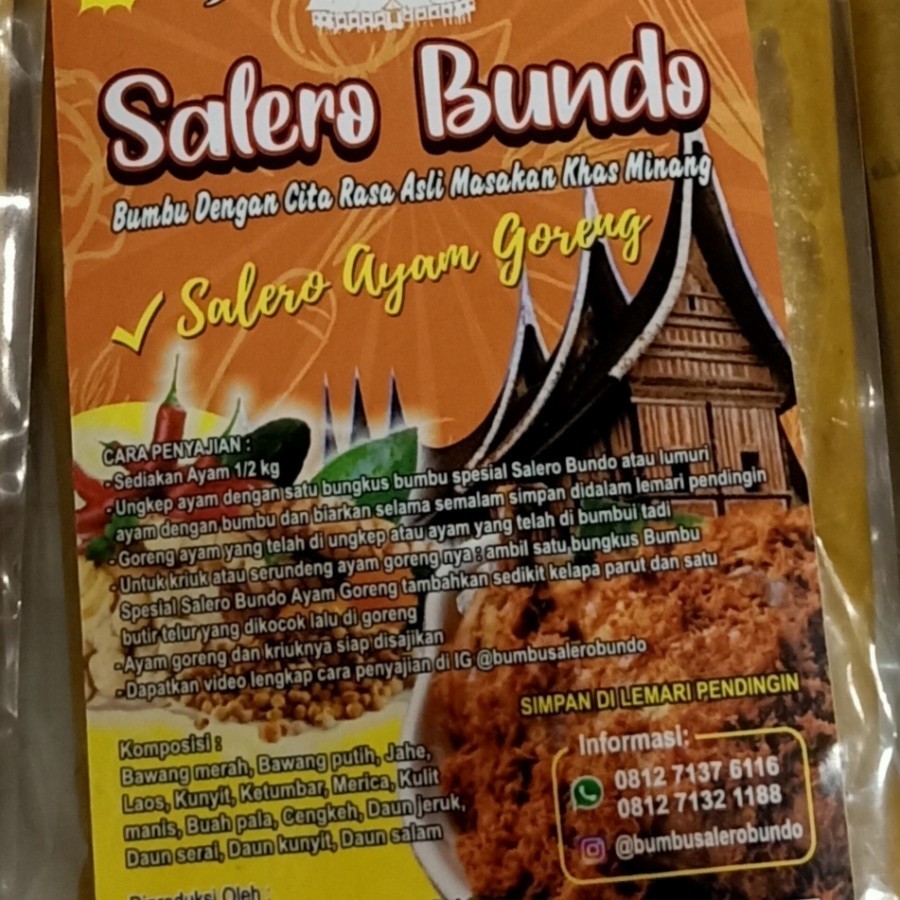 Salero Bundo
Bumbu Dengan Cita Rasa Asli Masakan Khas Minang
Salero Ayam Goreng
CARA PENYAJIAN :
- Sediakan Ayam 1/2 kg
- Ungkep ayam dengan satu bungkus bumbu spesial Salero Bundo atau lumuri
ayam dengan bumbu dan biarkan selama semalam simpan didalam lemari pendingin
- Goreng ayam yang telah di ungkep atau ayam yang telah di bumbui tadi
- Untuk kriuk atau serundeng ayam goreng nya : ambil satu bungkus Bumbu
Spesial Salero Bundo Ayam Goreng tambahkan sedikit kelapa parut dan satu
butir telur yang dikocok lalu di goreng
- Ayam goreng dan kriuknya siap disajikan
- Dapatkan video lengkap cara penyajian di IG @bumbusalerobundo
SIMPAN DI LEMARI PENDINGIN
Komposisi :
Bawang merah, Bawang putih, Jahe,
Laos, Kunyit, Ketumbar, Merica, Kulit
manis, Buah pala, Cengkeh, Daun jeruk,
Daun serai, Daun kunyit, Daun salam
Informasi:
0812 7137 6116
0812 7132 1188
@bumbusalerobundo
Diproduksi Oleh :